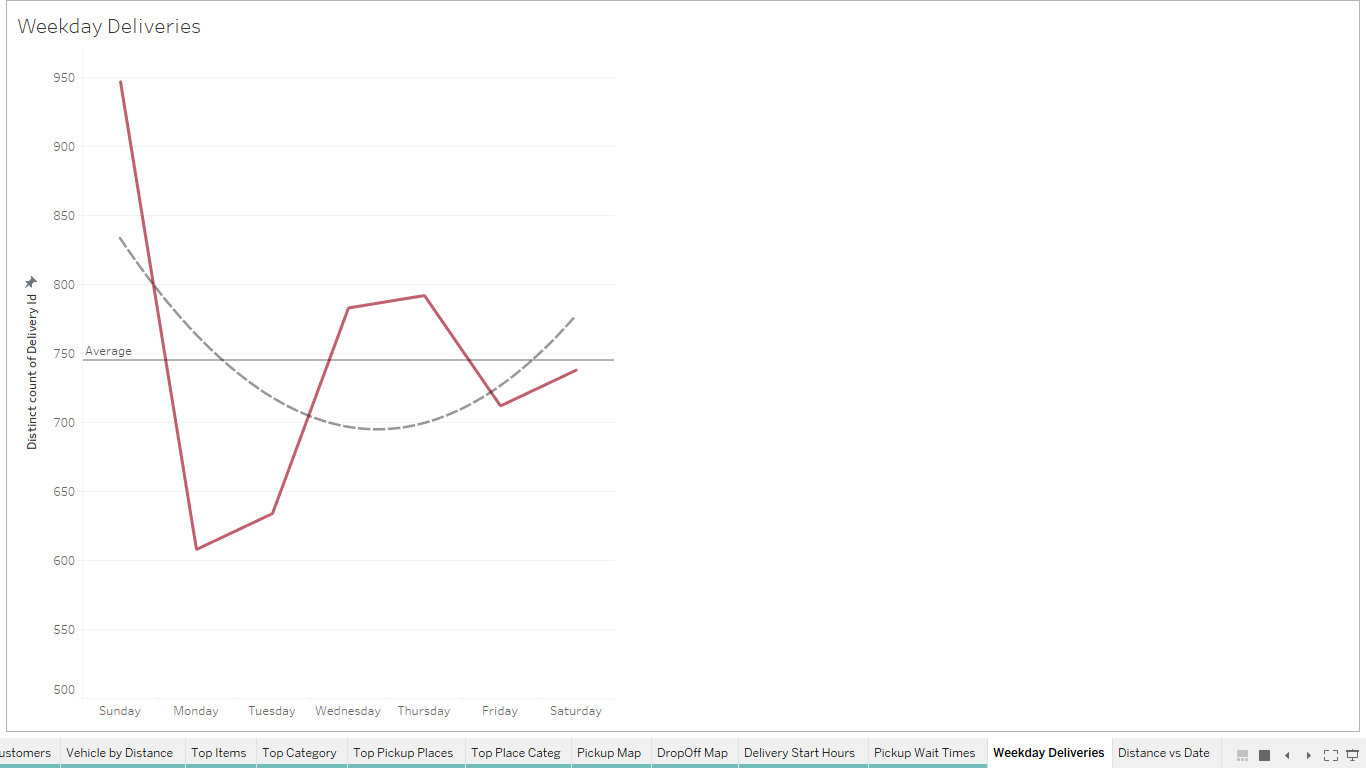 Weekday Deliveries
950
900
850
800
750
700
650
600
550
500
Distinct count of Delivery Id
Average
Sunday Monday Tuesday Wednesday Thursday Friday Saturday
ustomers Vehicle by Distance Top Items Top Category Top Pickup Places Top Place Categ Pickup Map DropOff Map Delivery Start Hours Pickup Wait Times Weekday Deliveries Distance vs Date